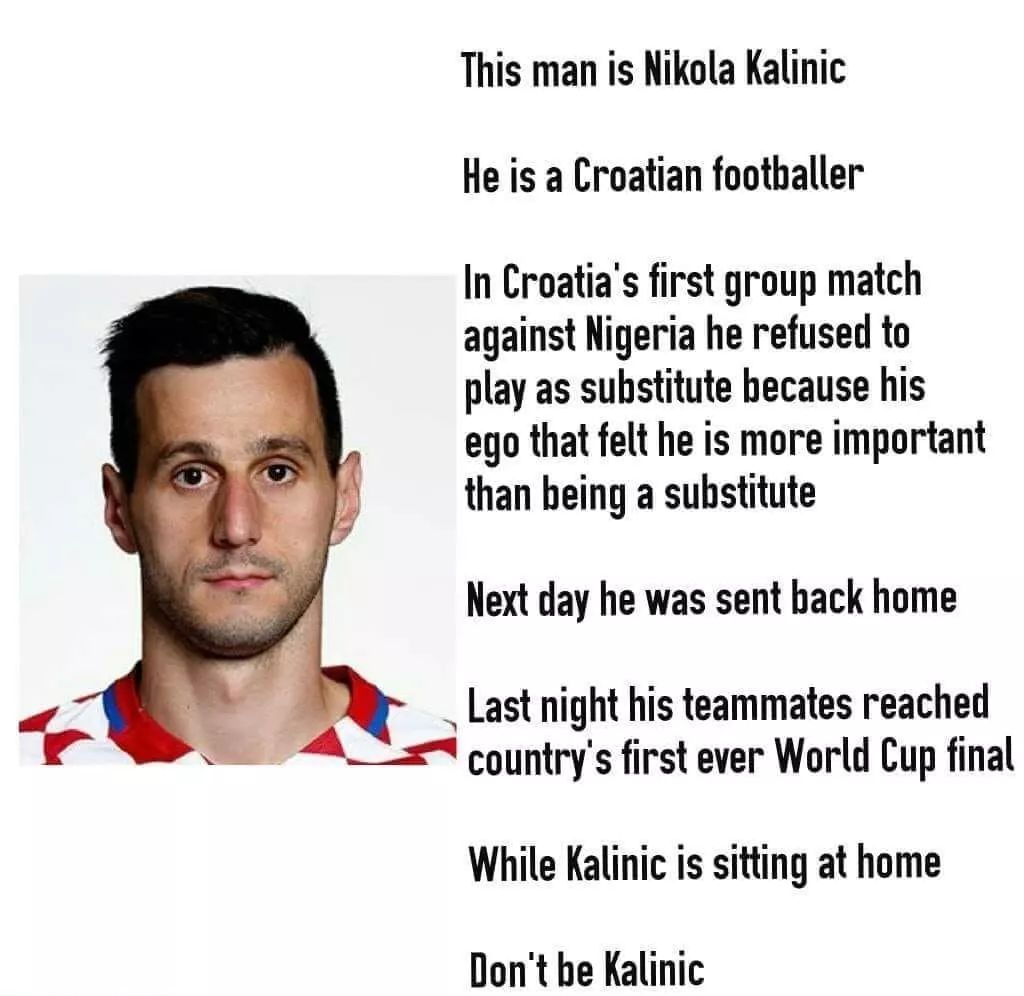 This man is Nikola Kalinic
He is a Croatian footballer
In Croatia's first group match
against Nigeria he refused to
play as substitute because his
ego that felt he is more important
than being a substitute
Next day he was sent back home
Last night his teammates reached
country's first ever World Cup final
While Kalinic is sitting at home
Don't be Kalinic